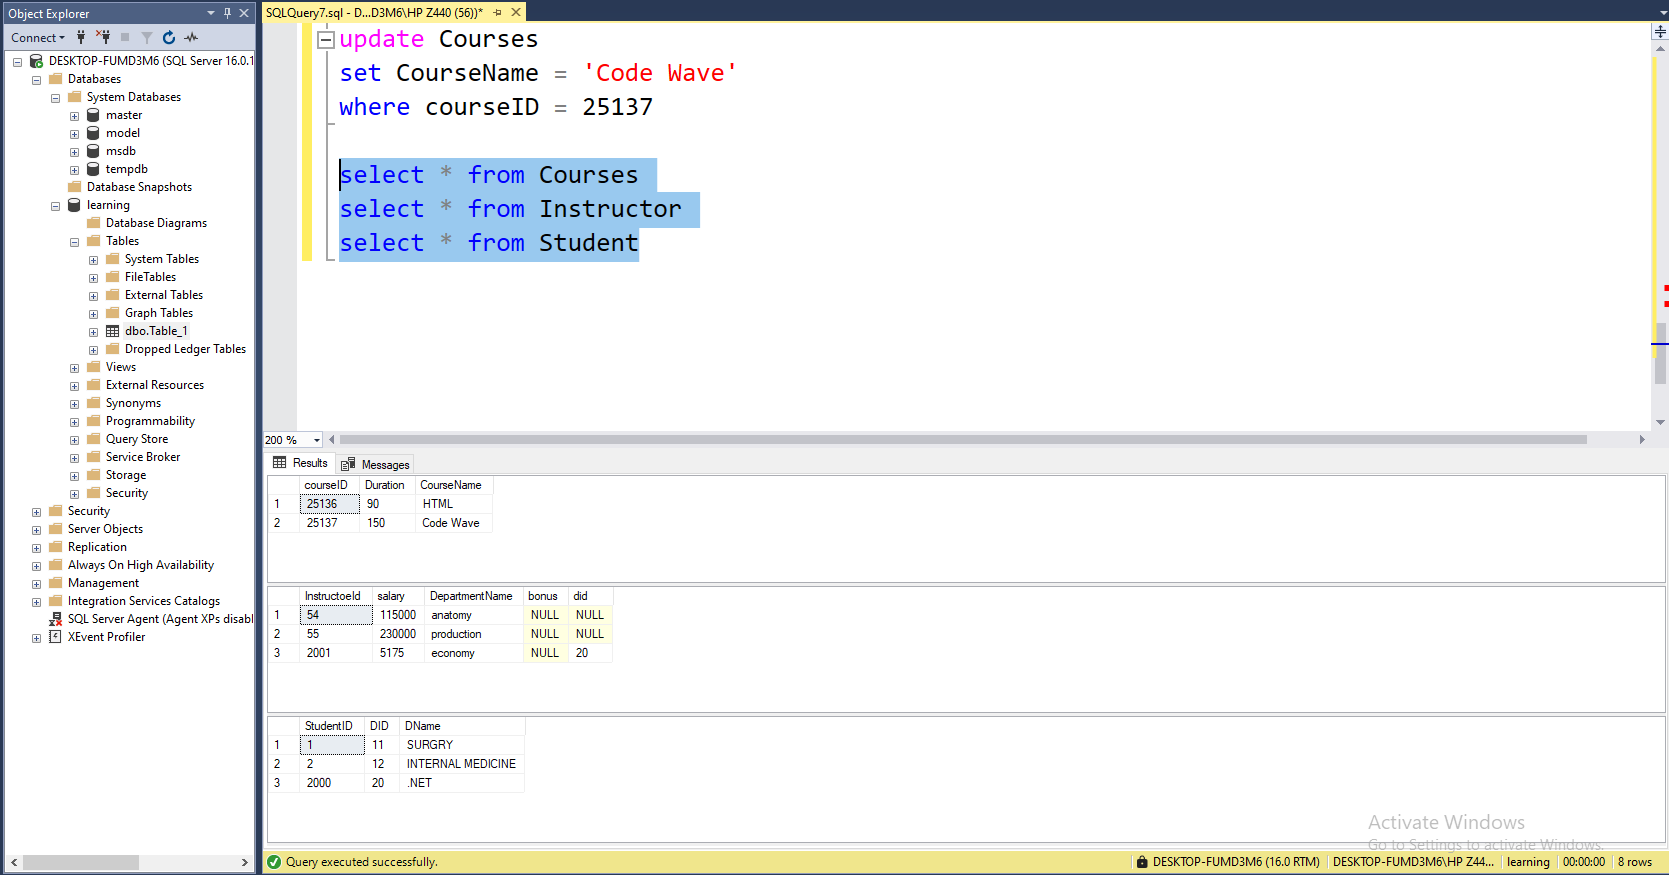 Object Explorer
Connect
DESKTOP-FUMD3M6 (SQL Server 16.0.1
Databases
System Databases
master
model
msdb
tempdb
Database Snapshots
learning
Database Diagrams
Tables
System Tables
FileTables
External Tables
Graph Tables
dbo.Table_1
Dropped Ledger Tables
Views
External Resources
Synonyms
Programmability
Query Store
Service Broker
Storage
Security
Security
Server Objects
Replication
Always On High Availability
Management
Integration Services Catalogs
SQL Server Agent (Agent XPs disabl
XEvent Profiler
SQLQuery7.sql - D...D3M6\HP Z440 (56))*
update Courses
set CourseName = 'Code Wave'
where courseID = 25137
select * from Courses
select * from Instructor
select * from Student
200 %
Results Messages
courseID Duration CourseName
1 25136 90 HTML
2 25137 150 Code Wave
InstructoeId salary DepartmentName bonus did
1 54 115000 anatomy NULL NULL
2 55 230000 production NULL NULL
3 2001 5175 economy NULL 20
StudentID DID DName
1 1 11 SURGRY
2 2 12 INTERNAL MEDICINE
3 2000 20 .NET
Activate Windows
Go to Settings to activate Windows.
Query executed successfully. DESKTOP-FUMD3M6 (16.0 RTM) DESKTOP-FUMD3M6\HP Z44... learning 00:00:00 8 rows